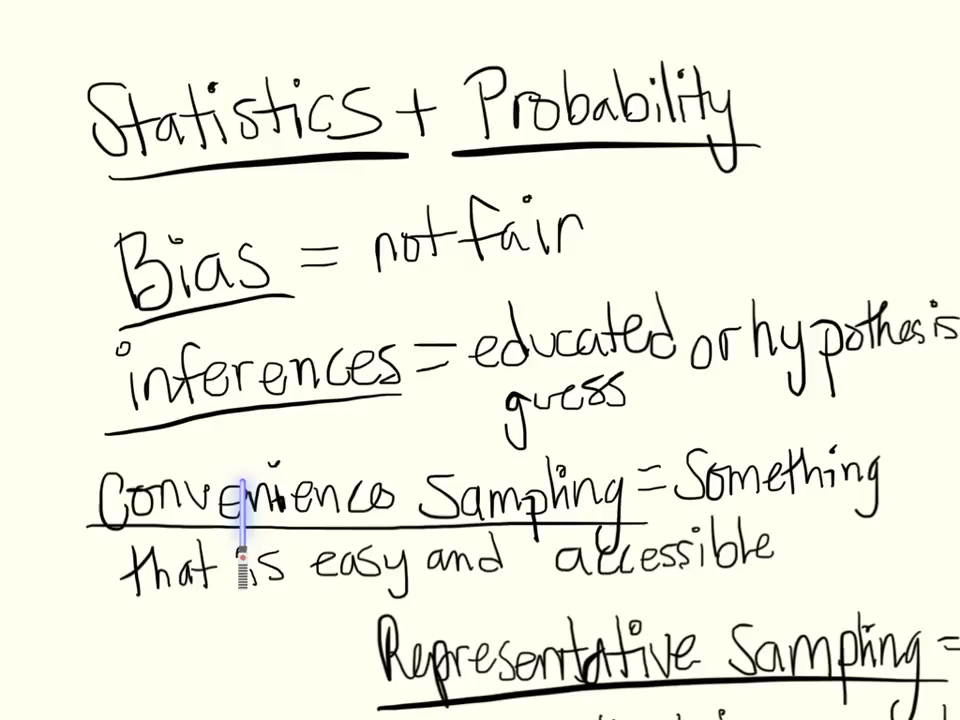 Statistics + Probability
Bias = not fair
inferences = educated or hypothesis
guess
Convenience Sampling = Something
that is easy and accessible
Representative Sampling =